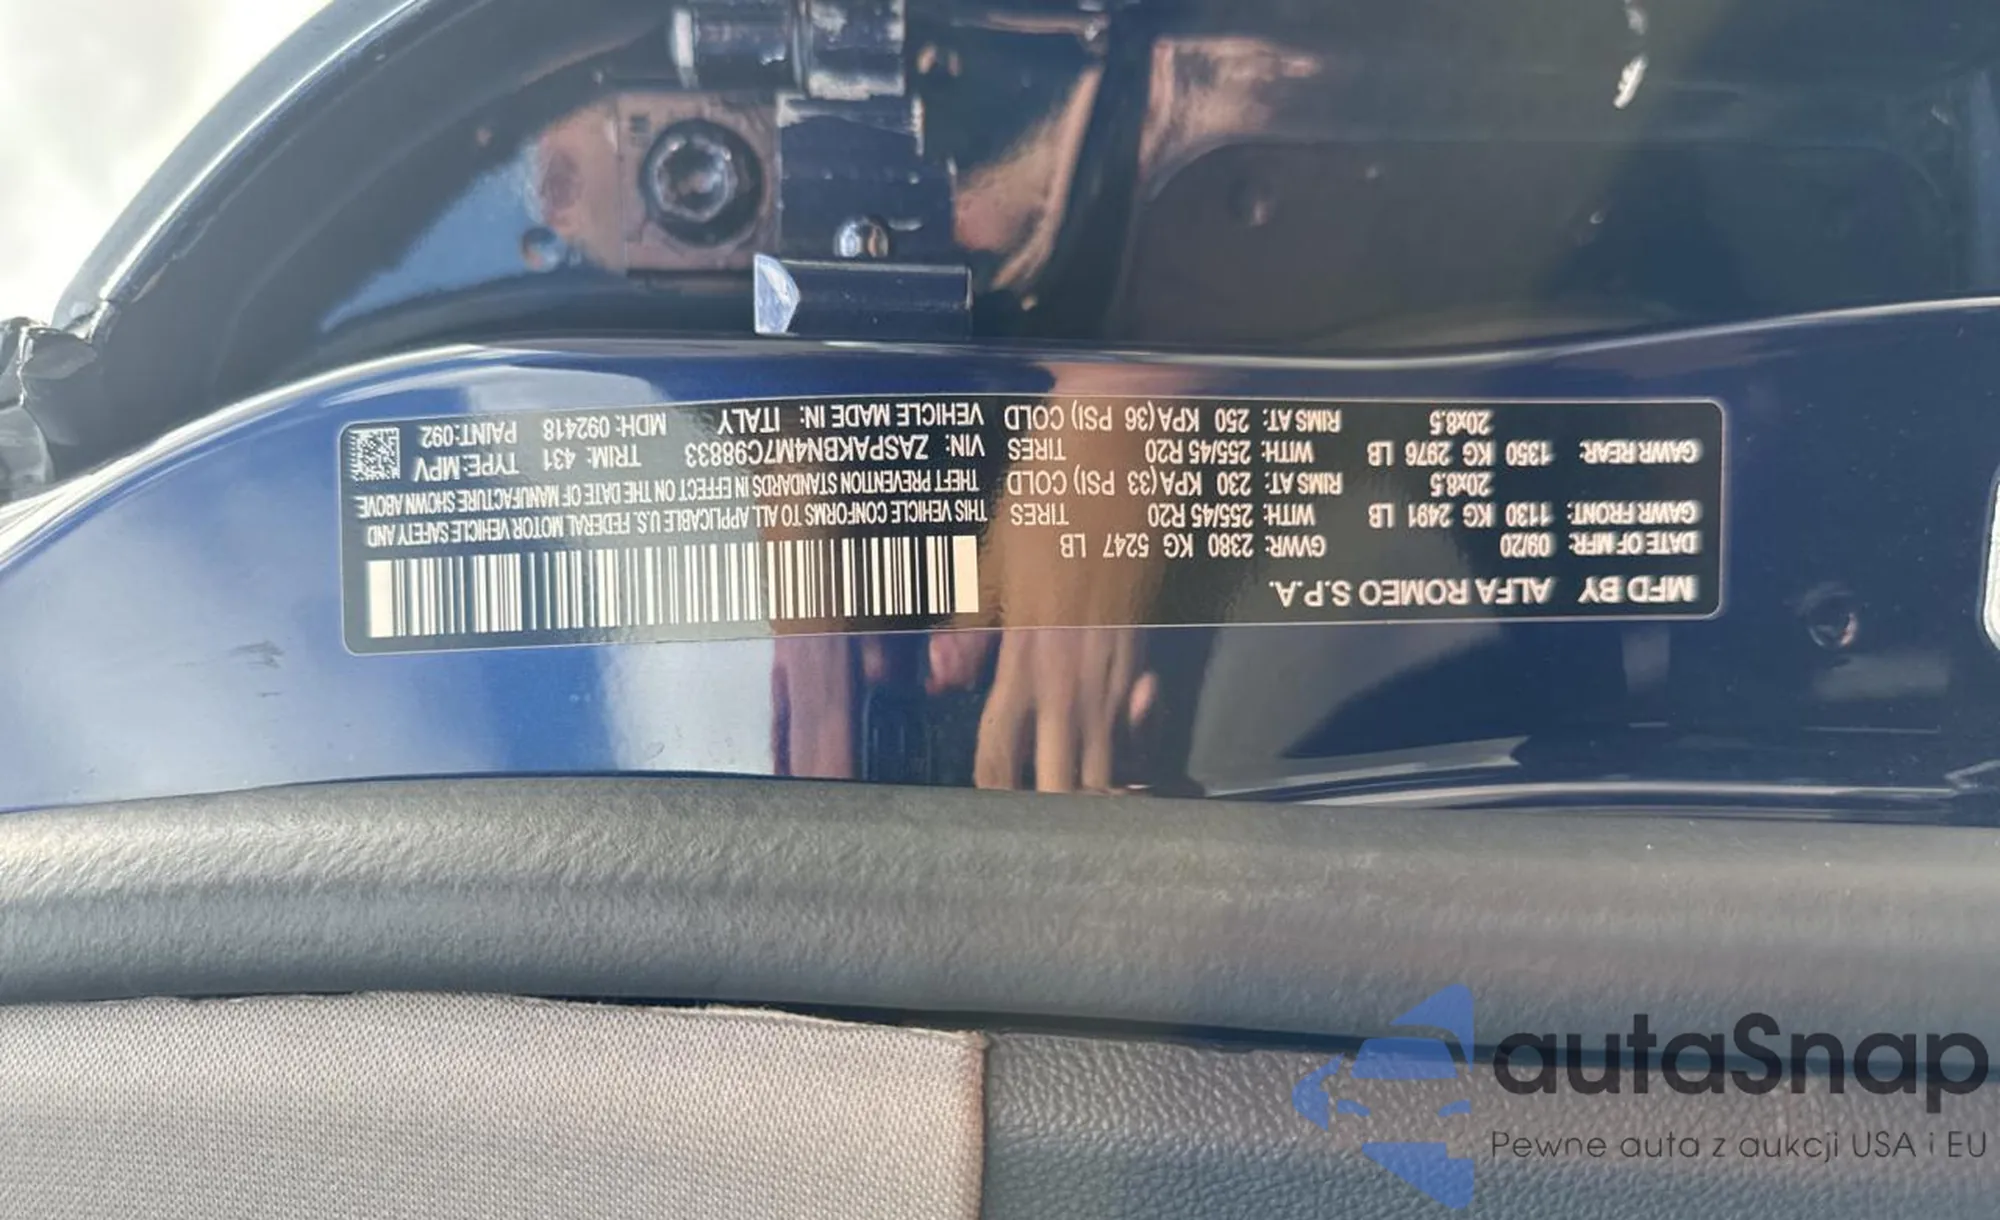 MFD BY ALFA ROMEO S.P.A.
DATE OF MFR: 09/20 GVWR: 2380 KG 5247 LB
GAWR FRONT: 1130 KG 2491 LB WITH: 255/45 R20 TIRES
20x8.5 RIMS AT: 230 KPA(33 PSI) COLD
GAWR REAR: 1350 KG 2976 LB WITH: 255/45 R20 TIRES
20x8.5 RIMS AT: 250 KPA(36 PSI) COLD
THIS VEHICLE CONFORMS TO ALL APPLICABLE U.S. FEDERAL MOTOR VEHICLE SAFETY AND
THEFT PREVENTION STANDARDS IN EFFECT ON THE DATE OF MANUFACTURE SHOWN ABOVE
VIN: ZASPAKBN4M7C98833 TRIM: 431 TYPE:MPV
VEHICLE MADE IN: ITALY MDH: 092418 PAINT:092
autaSnap
Pewne auta z aukcji USA i EU